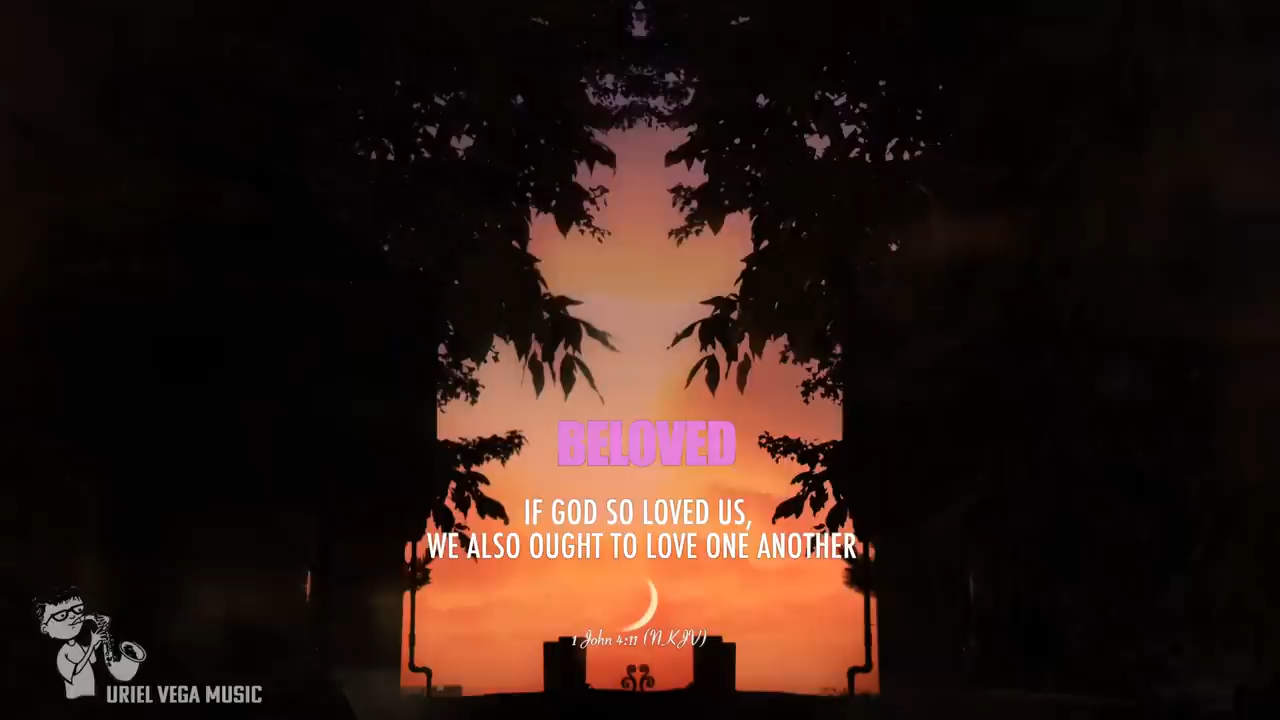 BELOVED
IF GOD SO LOVED US,
WE ALSO OUGHT TO LOVE ONE ANOTHER
1 John 4:11 (N_KJV)
URIEL VEGA MUSIC